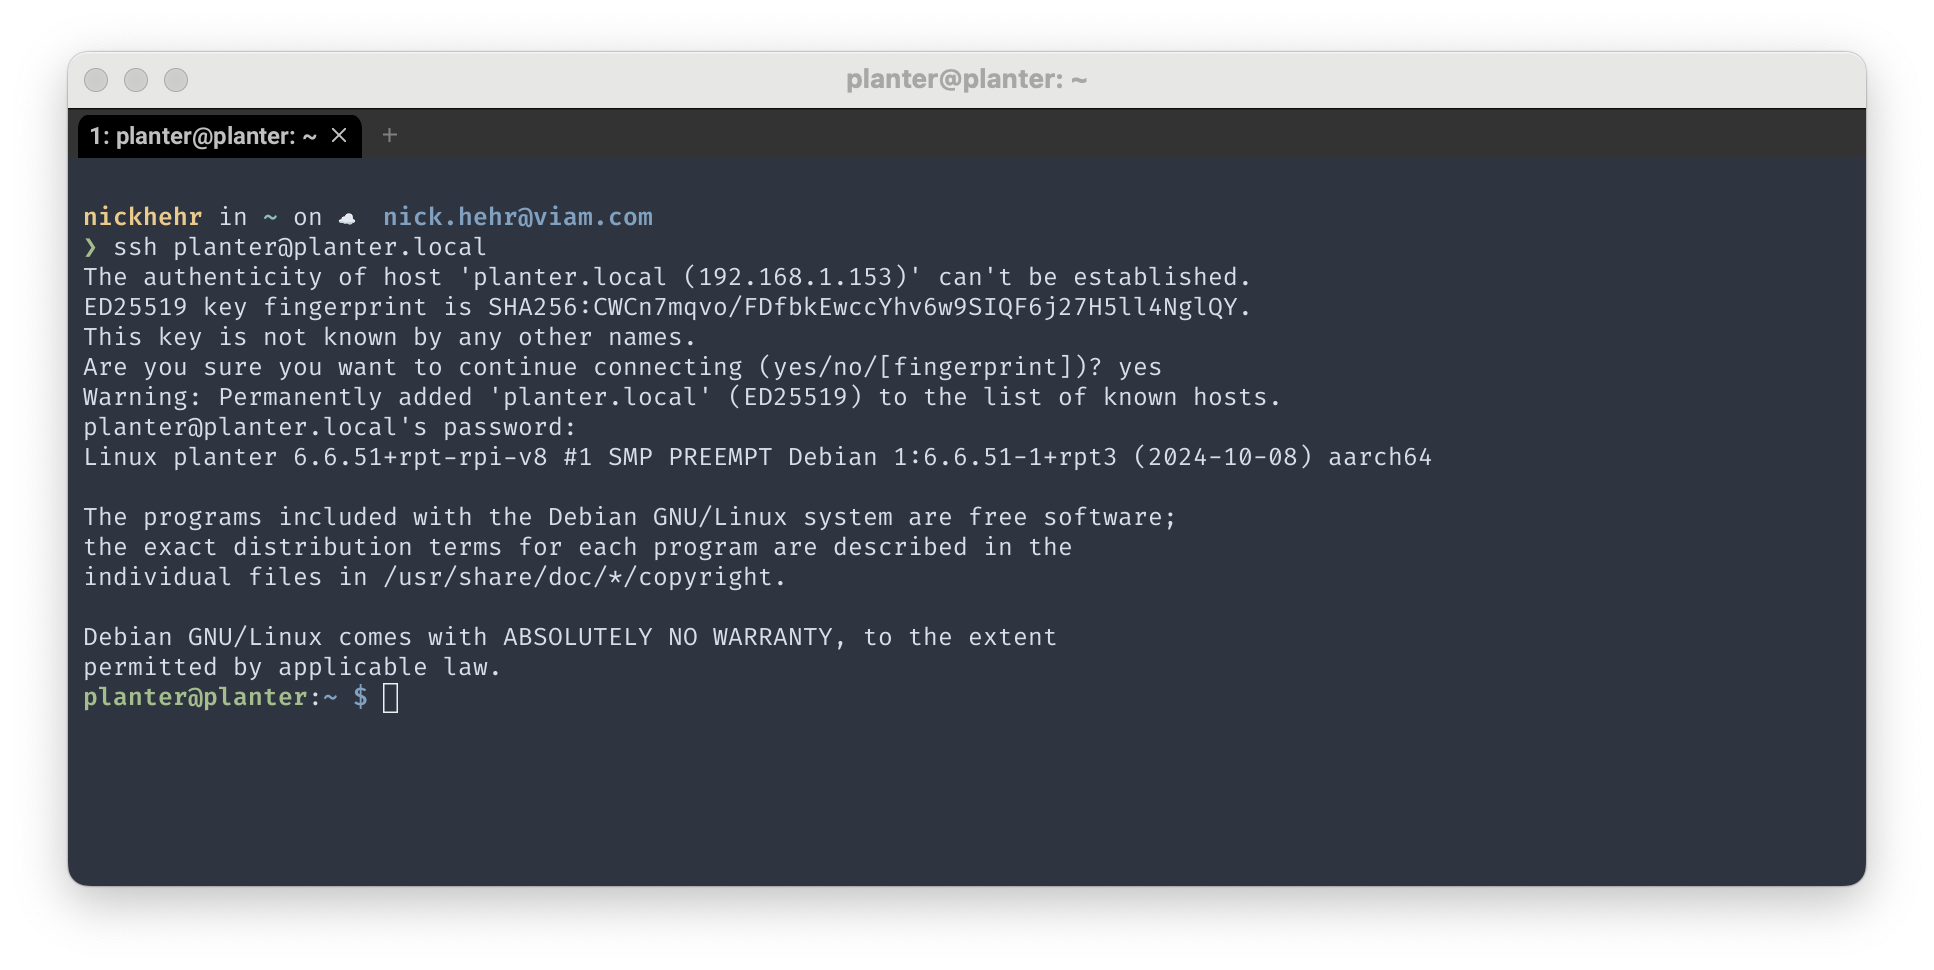 planter@planter: ~
1: planter@planter: ~ ✕ +
nickhehr in ~ on ☁ nick.hehr@viam.com
❯ ssh planter@planter.local
The authenticity of host 'planter.local (192.168.1.153)' can't be established.
ED25519 key fingerprint is SHA256:CWCn7mqvo/FDfbkEwccYhv6w9SIQF6j27H5ll4NglQY.
This key is not known by any other names.
Are you sure you want to continue connecting (yes/no/[fingerprint])? yes
Warning: Permanently added 'planter.local' (ED25519) to the list of known hosts.
planter@planter.local's password:
Linux planter 6.6.51+rpt-rpi-v8 #1 SMP PREEMPT Debian 1:6.6.51-1+rpt3 (2024-10-08) aarch64
The programs included with the Debian GNU/Linux system are free software;
the exact distribution terms for each program are described in the
individual files in /usr/share/doc/*/copyright.
Debian GNU/Linux comes with ABSOLUTELY NO WARRANTY, to the extent
permitted by applicable law.
planter@planter:~ $